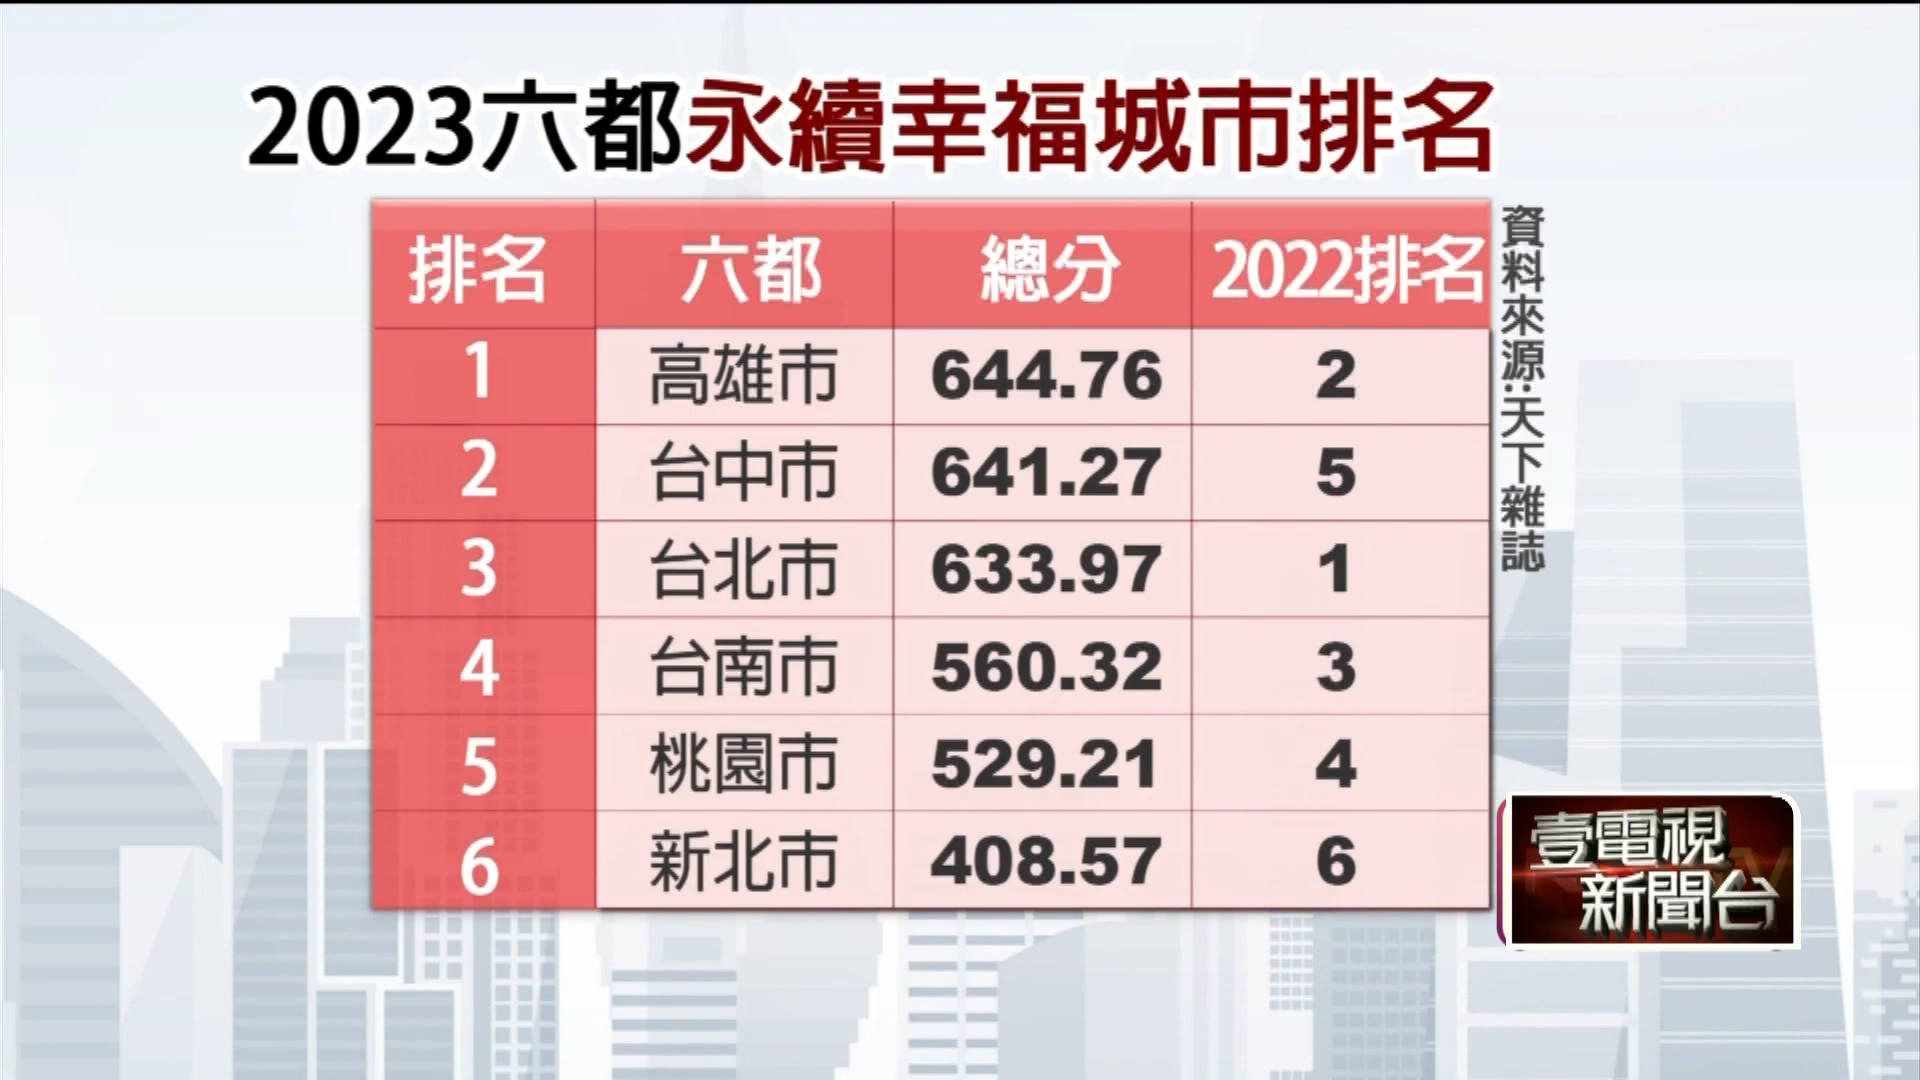 2023六都永續幸福城市排名
排名 六都 總分 2022排名
1 高雄市 644.76 2
2 台中市 641.27 5
3 台北市 633.97 1
4 台南市 560.32 3
5 桃園市 529.21 4
6 新北市 408.57 6
資料來源:天下雜誌
壹電視
新聞台